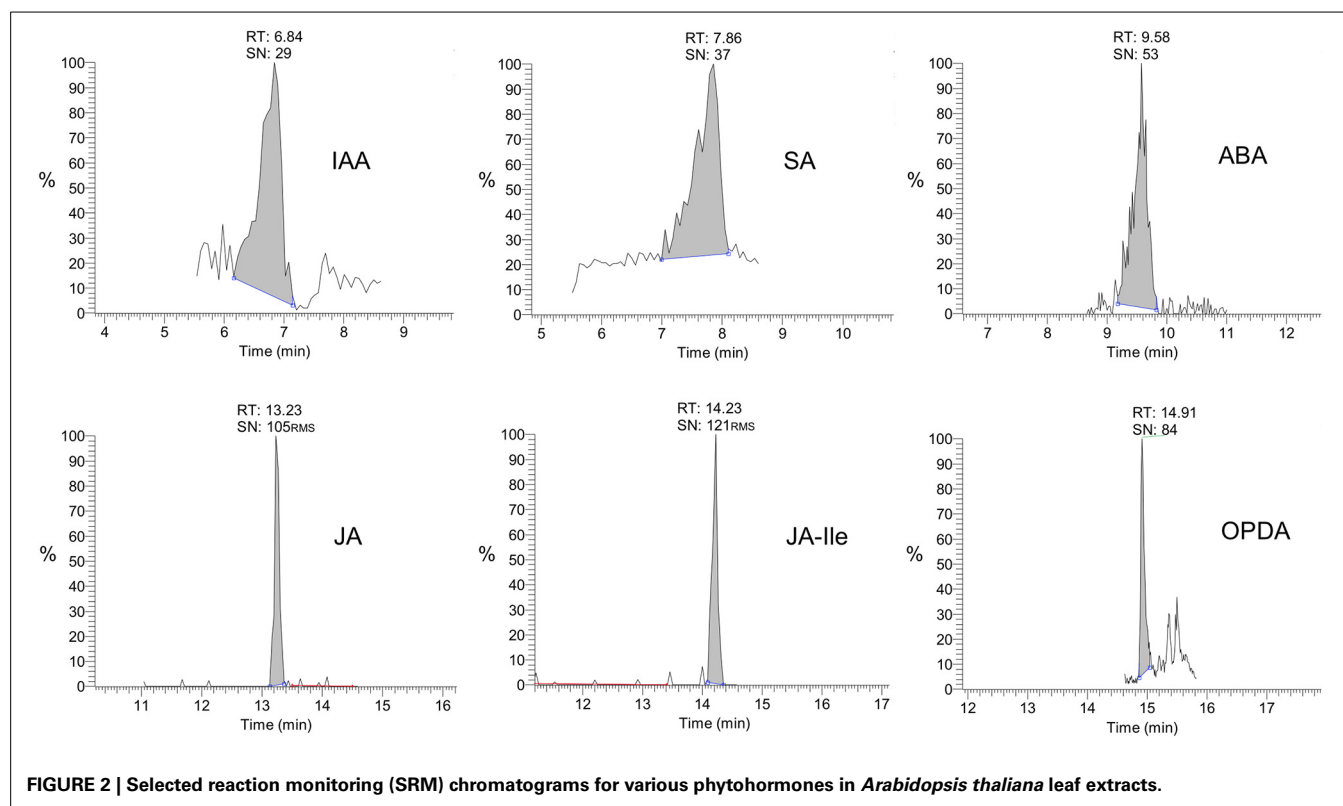 RT: 6.84
SN: 29
100
90
80
70
60
50
40
30
20
10
0
%
IAA
4 5 6 7 8 9
Time (min)
RT: 7.86
SN: 37
100
90
80
70
60
50
40
30
20
10
0
%
SA
5 6 7 8 9 10
Time (min)
RT: 9.58
SN: 53
100
90
80
70
60
50
40
30
20
10
0
%
ABA
7 8 9 10 11 12
Time (min)
RT: 13.23
SN: 105RMS
100
90
80
70
60
50
40
30
20
10
0
%
JA
11 12 13 14 15 16
Time (min)
RT: 14.23
SN: 121RMS
100
90
80
70
60
50
40
30
20
10
0
%
JA-Ile
12 13 14 15 16 17
Time (min)
RT: 14.91
SN: 84
100
90
80
70
60
50
40
30
20
10
0
%
OPDA
12 13 14 15 16 17
Time (min)
FIGURE 2 | Selected reaction monitoring (SRM) chromatograms for various phytohormones in Arabidopsis thaliana leaf extracts.